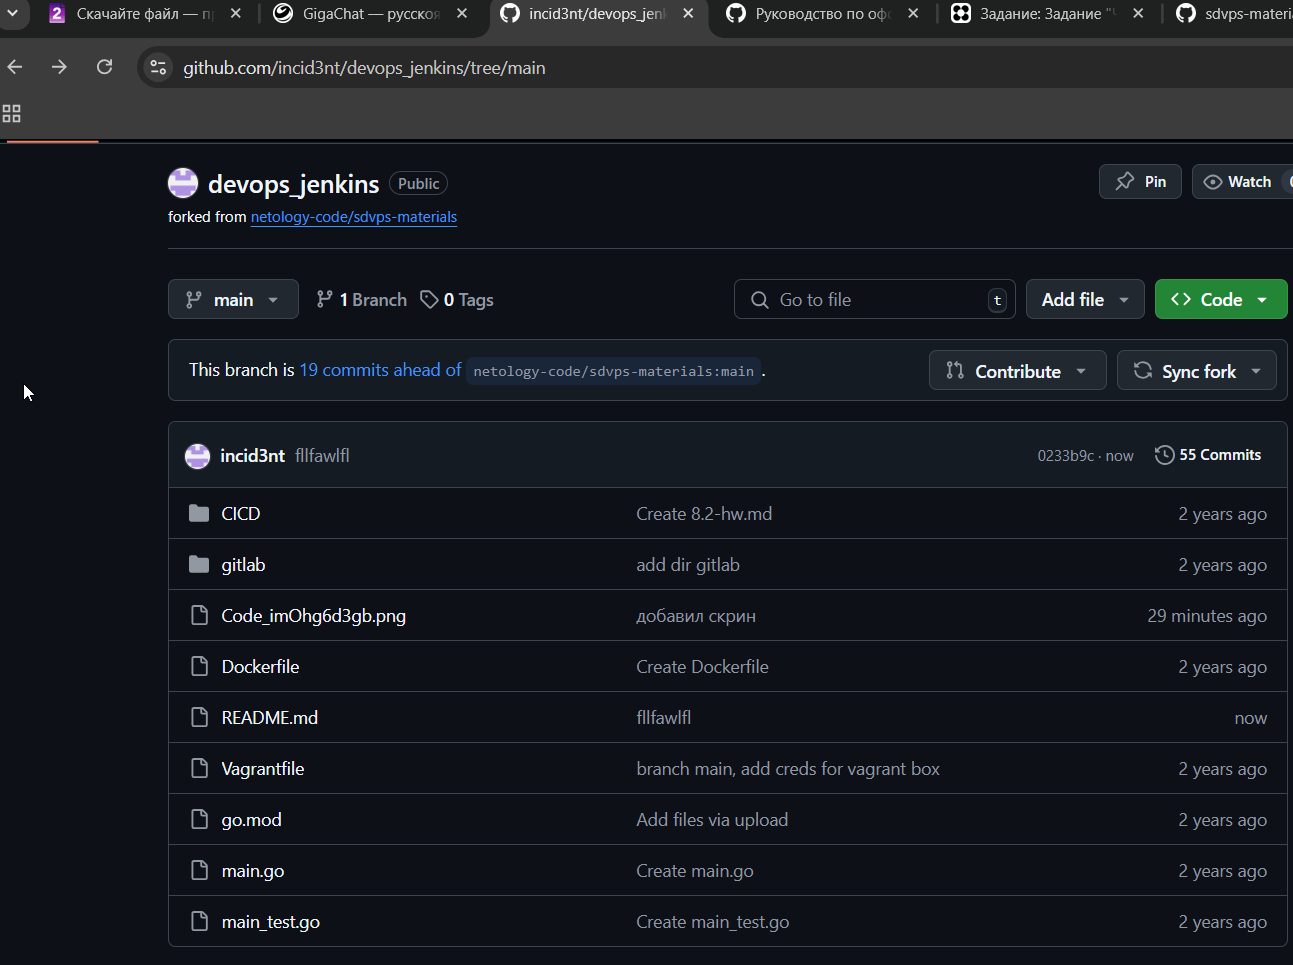 2 Скачайте файл — п GigaChat — русско incid3nt/devops_jen Руководство по оф Задание: Задание "Ч sdvps-materi
github.com/incid3nt/devops_jenkins/tree/main
devops_jenkins Public Pin Watch
forked from netology-code/sdvps-materials
main 1 Branch 0 Tags Go to file t Add file Code
This branch is 19 commits ahead of netology-code/sdvps-materials:main . Contribute Sync fork
incid3nt fllfawlfl 0233b9c · now 55 Commits
CICD Create 8.2-hw.md 2 years ago
gitlab add dir gitlab 2 years ago
Code_imOhg6d3gb.png добавил скрин 29 minutes ago
Dockerfile Create Dockerfile 2 years ago
README.md fllfawlfl now
Vagrantfile branch main, add creds for vagrant box 2 years ago
go.mod Add files via upload 2 years ago
main.go Create main.go 2 years ago
main_test.go Create main_test.go 2 years ago